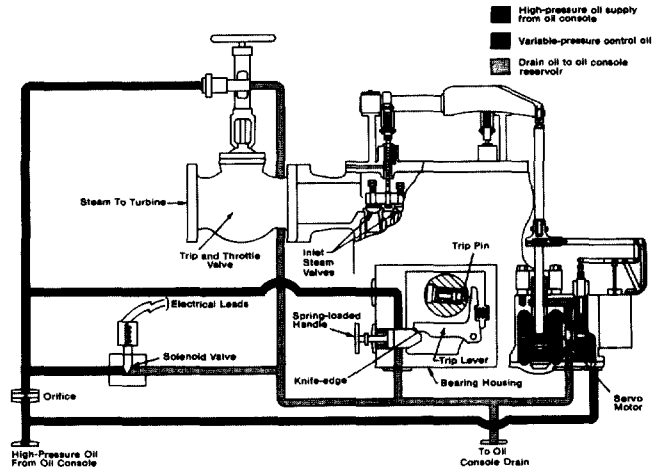 High-pressure oil supply
from oil console
Variable-pressure control oil
Drain oil to oil console
reservoir
Steam To Turbine
Trip and Throttle
Valve
Inlet
Steam
Valves
Trip Pin
Electrical Leads
Spring-loaded
Handle
Solenoid Valve
Trip Lever
Knife-edge
Bearing Housing
Orifice
Servo
Motor
High-Pressure Oil
From Oil Console
To Oil
Console Drain